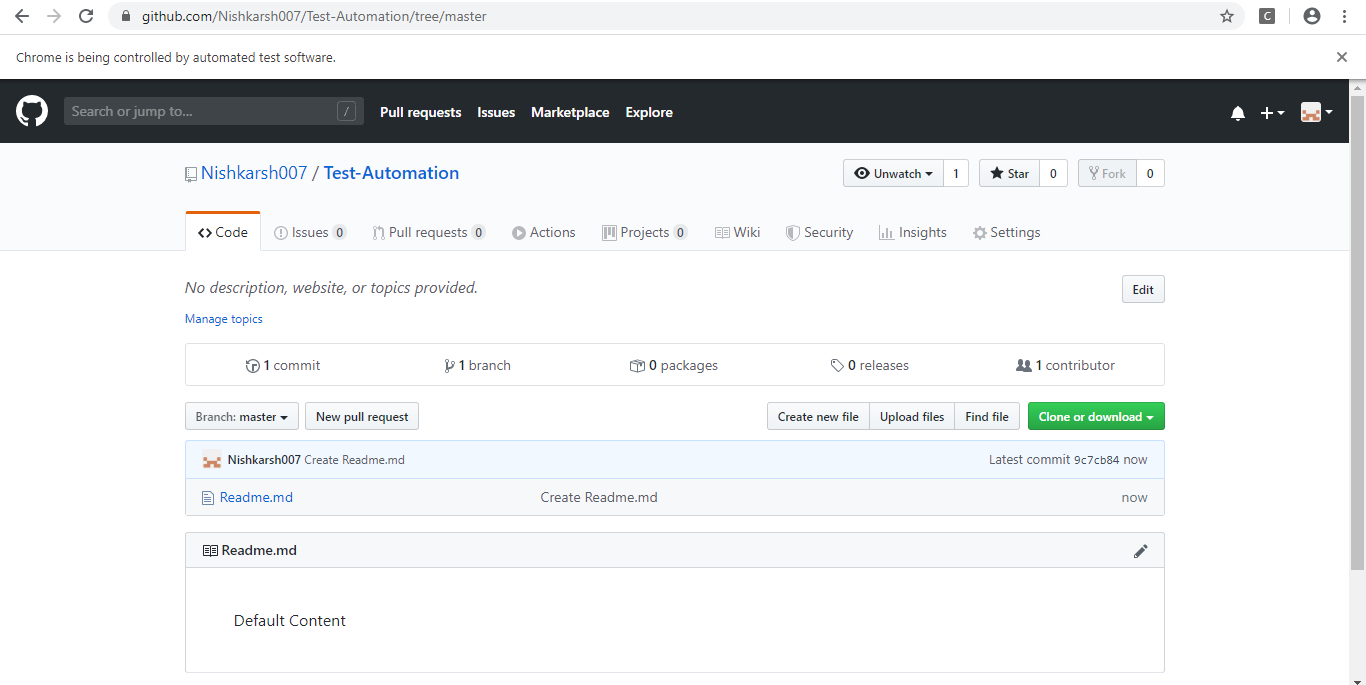 github.com/Nishkarsh007/Test-Automation/tree/master C
Chrome is being controlled by automated test software.
Search or jump to... / Pull requests Issues Marketplace Explore
Nishkarsh007 / Test-Automation Unwatch 1 Star 0 Fork 0
Code Issues 0 Pull requests 0 Actions Projects 0 Wiki Security Insights Settings
No description, website, or topics provided. Edit
Manage topics
1 commit 1 branch 0 packages 0 releases 1 contributor
Branch: master New pull request Create new file Upload files Find file Clone or download
Nishkarsh007 Create Readme.md Latest commit 9c7cb84 now
Readme.md Create Readme.md now
Readme.md
Default Content